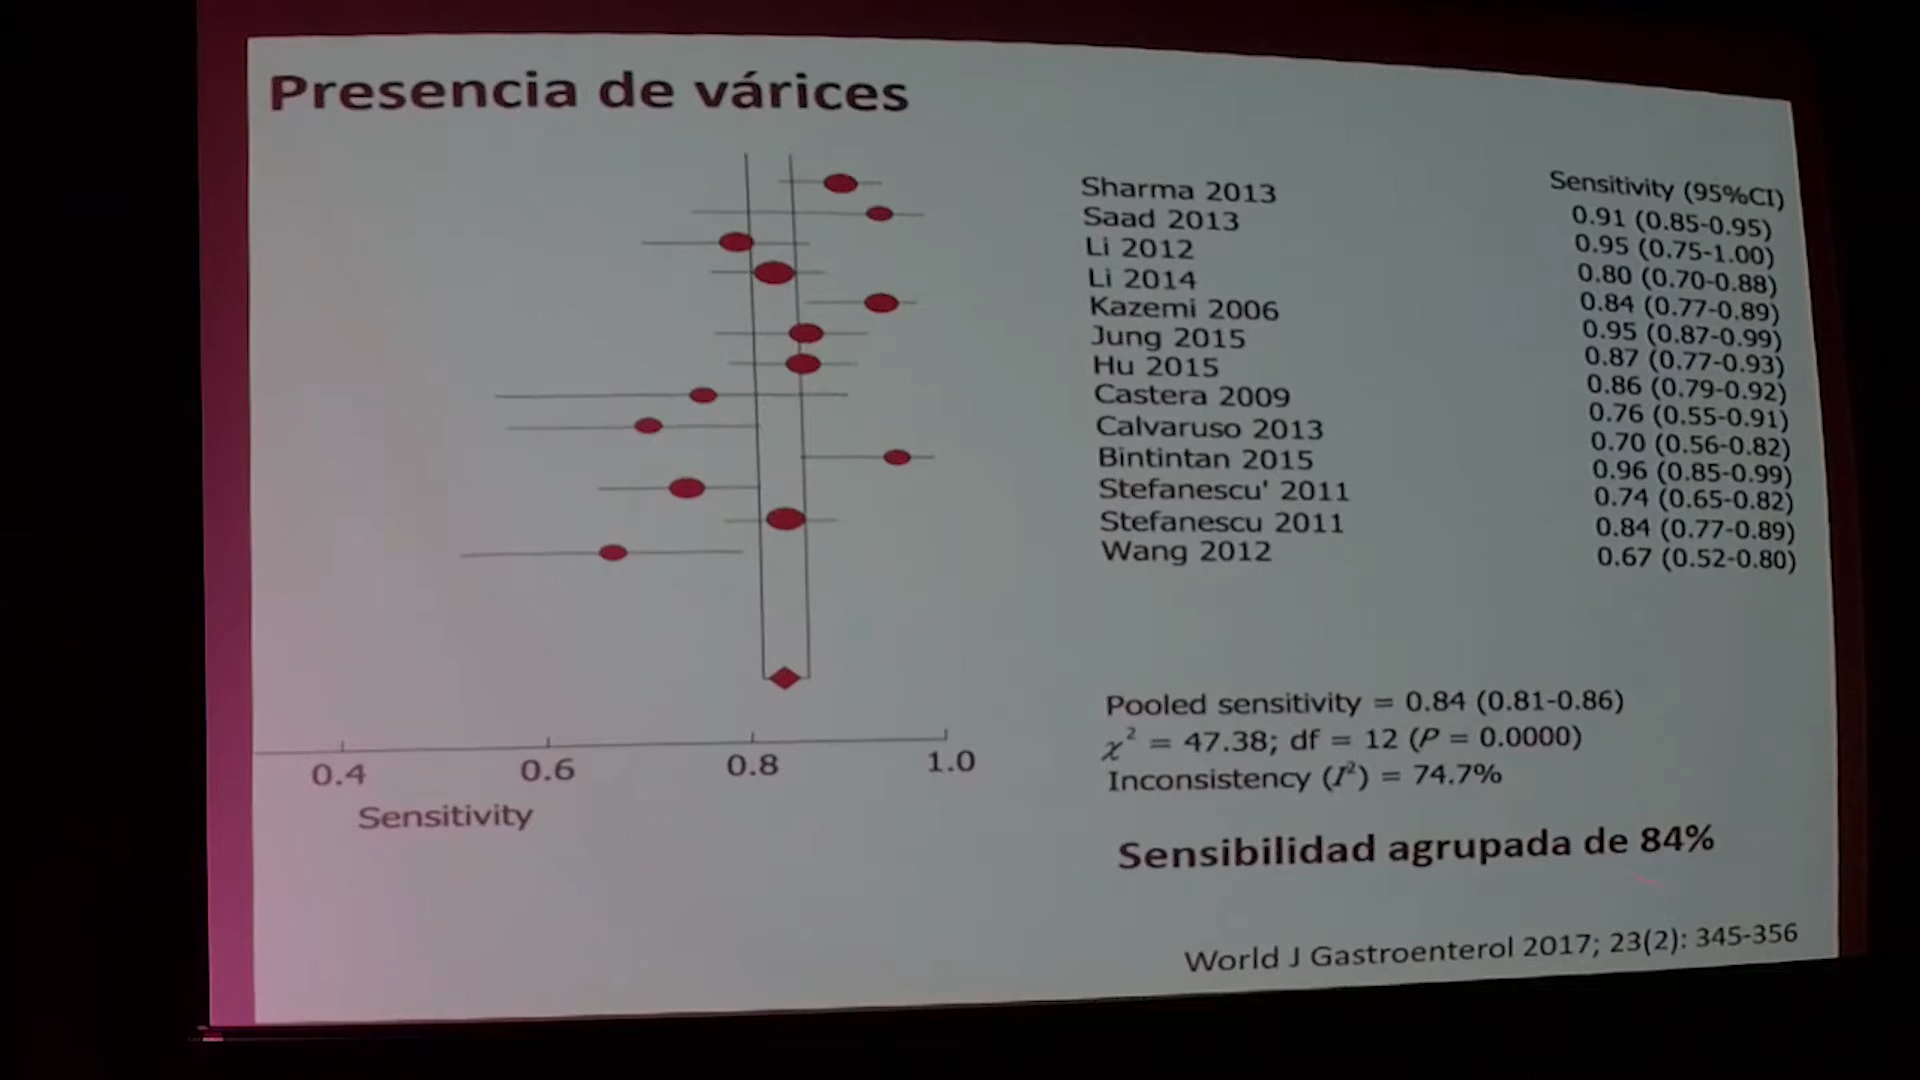 Presencia de várices
Sensitivity (95%CI)
Sharma 2013 0.91 (0.85-0.95)
Saad 2013 0.95 (0.75-1.00)
Li 2012 0.80 (0.70-0.88)
Li 2014 0.84 (0.77-0.89)
Kazemi 2006 0.95 (0.87-0.99)
Jung 2015 0.87 (0.77-0.93)
Hu 2015 0.86 (0.79-0.92)
Castera 2009 0.76 (0.55-0.91)
Calvaruso 2013 0.70 (0.56-0.82)
Bintintan 2015 0.96 (0.85-0.99)
Stefanescu' 2011 0.74 (0.65-0.82)
Stefanescu 2011 0.84 (0.77-0.89)
Wang 2012 0.67 (0.52-0.80)
Pooled sensitivity = 0.84 (0.81-0.86)
χ² = 47.38; df = 12 (P = 0.0000)
Inconsistency (I²) = 74.7%
0.4 0.6 0.8 1.0
Sensitivity
Sensibilidad agrupada de 84%
World J Gastroenterol 2017; 23(2): 345-356